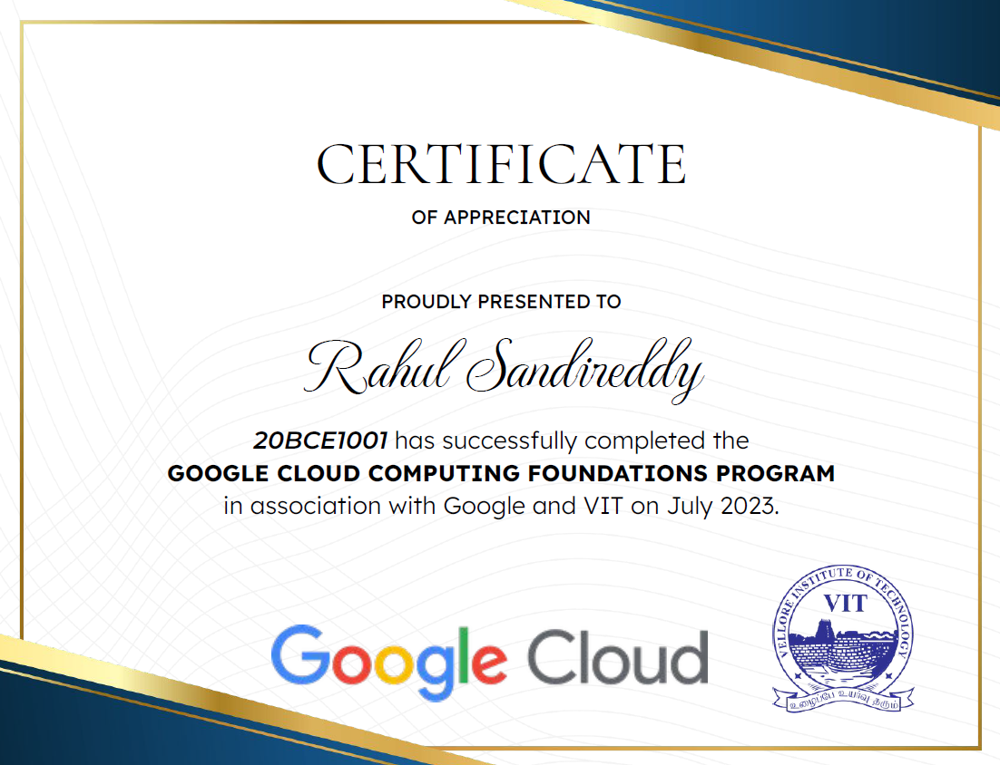 CERTIFICATE
OF APPRECIATION
PROUDLY PRESENTED TO
Rahul Sandireddy
20BCE1001 has successfully completed the
GOOGLE CLOUD COMPUTING FOUNDATIONS PROGRAM
in association with Google and VIT on July 2023.
Google Cloud
VELLORE INSTITUTE OF TECHNOLOGY
VIT
உழைப்பே உயர்வு தரும்